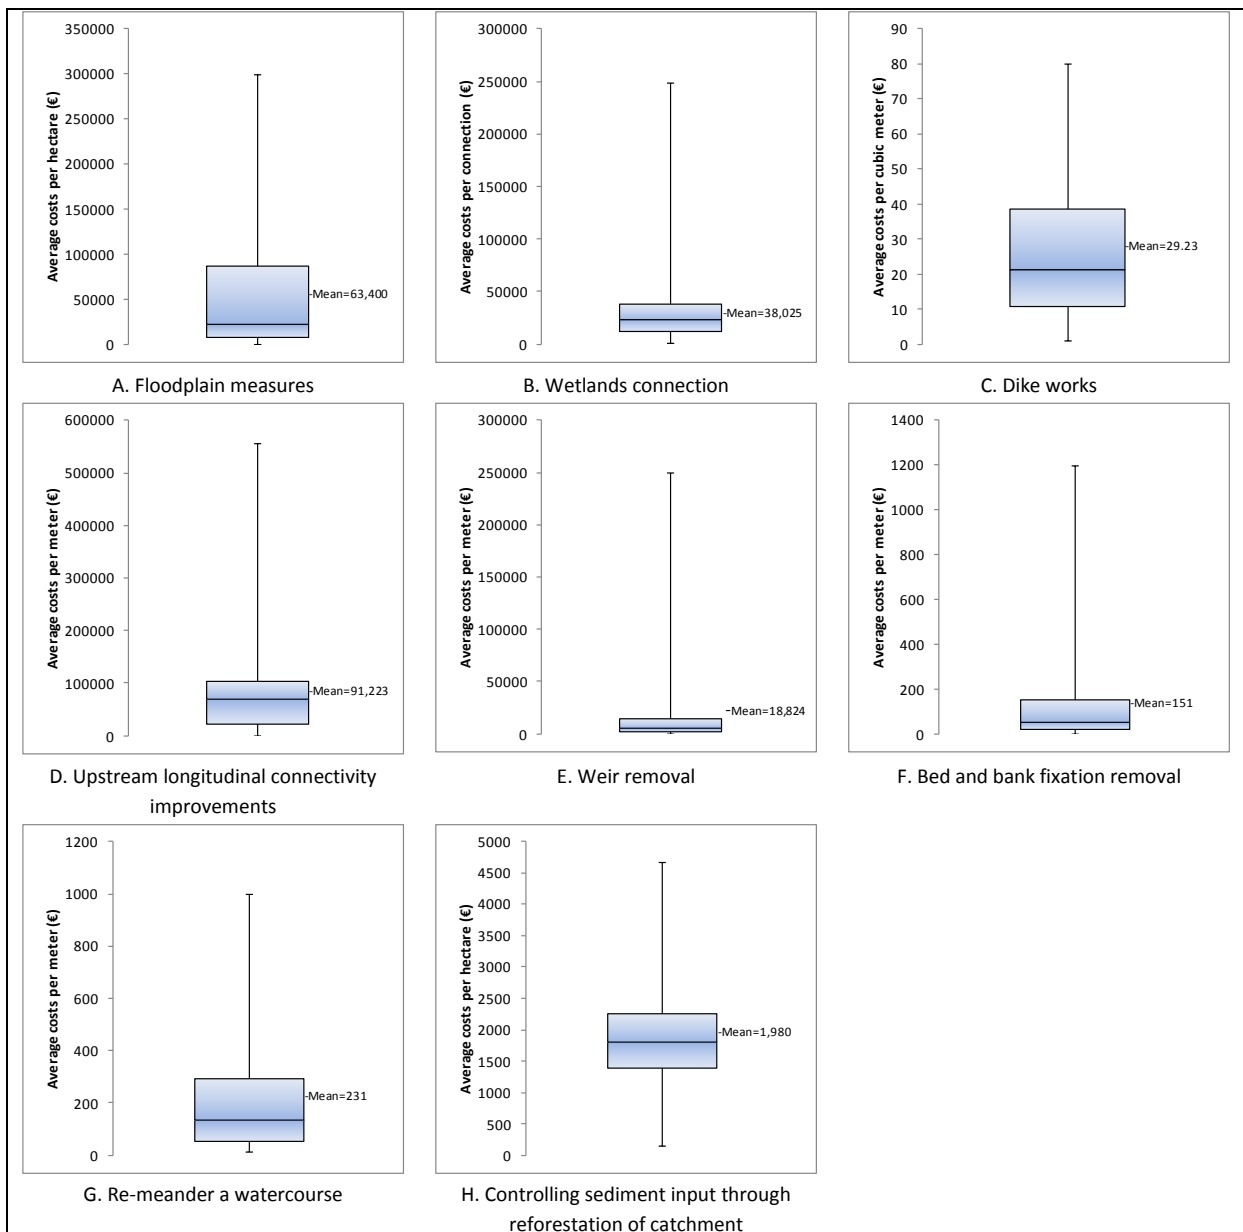 Average costs per hectare (€)
350000
300000
250000
200000
150000
100000
50000
0
Mean=63,400
A. Floodplain measures
Average costs per connection (€)
300000
250000
200000
150000
100000
50000
0
Mean=38,025
B. Wetlands connection
Average costs per cubic meter (€)
90
80
70
60
50
40
30
20
10
0
Mean=29.23
C. Dike works
Average costs per meter (€)
600000
500000
400000
300000
200000
100000
0
Mean=91,223
D. Upstream longitudinal connectivity
improvements
Average costs per meter (€)
300000
250000
200000
150000
100000
50000
0
Mean=18,824
E. Weir removal
Average costs per meter (€)
1400
1200
1000
800
600
400
200
0
Mean=151
F. Bed and bank fixation removal
Average costs per meter (€)
1200
1000
800
600
400
200
0
Mean=231
G. Re-meander a watercourse
Average costs per hectare (€)
5000
4500
4000
3500
3000
2500
2000
1500
1000
500
0
Mean=1,980
H. Controlling sediment input through
reforestation of catchment